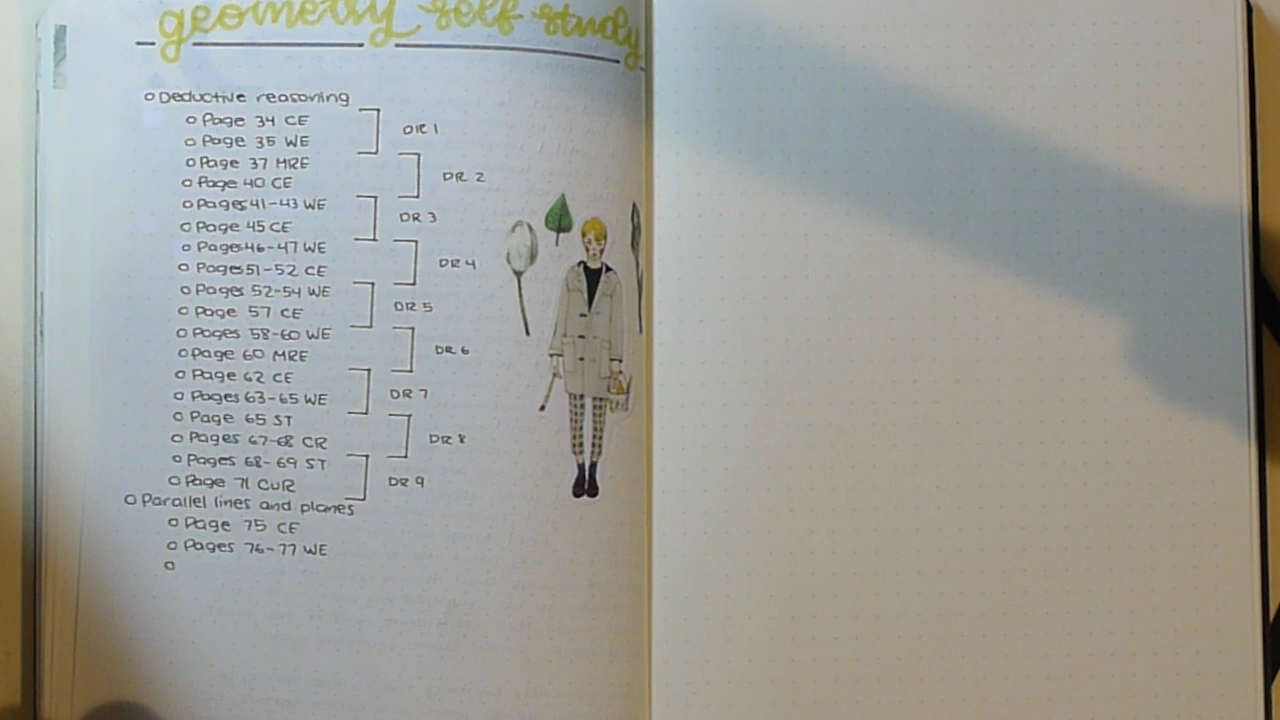 geometry self study
Deductive reasoning
Page 34 CE
DR 1
Page 35 WE
Page 37 MRE
DR 2
Page 40 CE
Pages 41-43 WE
DR 3
Page 45 CE
Pages 46-47 WE
DR 4
Pages 51-52 CE
Pages 52-54 WE
DR 5
Page 57 CE
Pages 58-60 WE
DR 6
Page 60 MRE
Page 62 CE
DR 7
Pages 63-65 WE
Page 65 ST
DR 8
Pages 67-68 CR
Pages 68-69 ST
DR 9
Page 71 CUR
Parallel lines and planes
Page 75 CE
Pages 76-77 WE